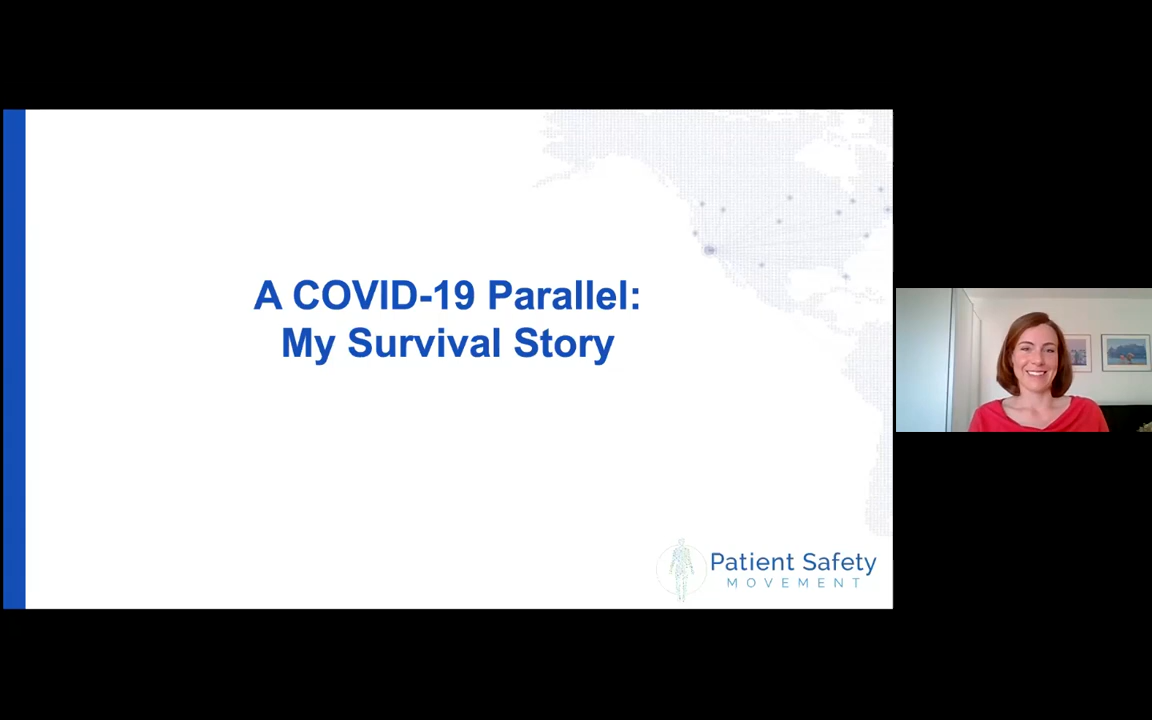 A COVID-19 Parallel:
My Survival Story
Patient Safety
MOVEMENT